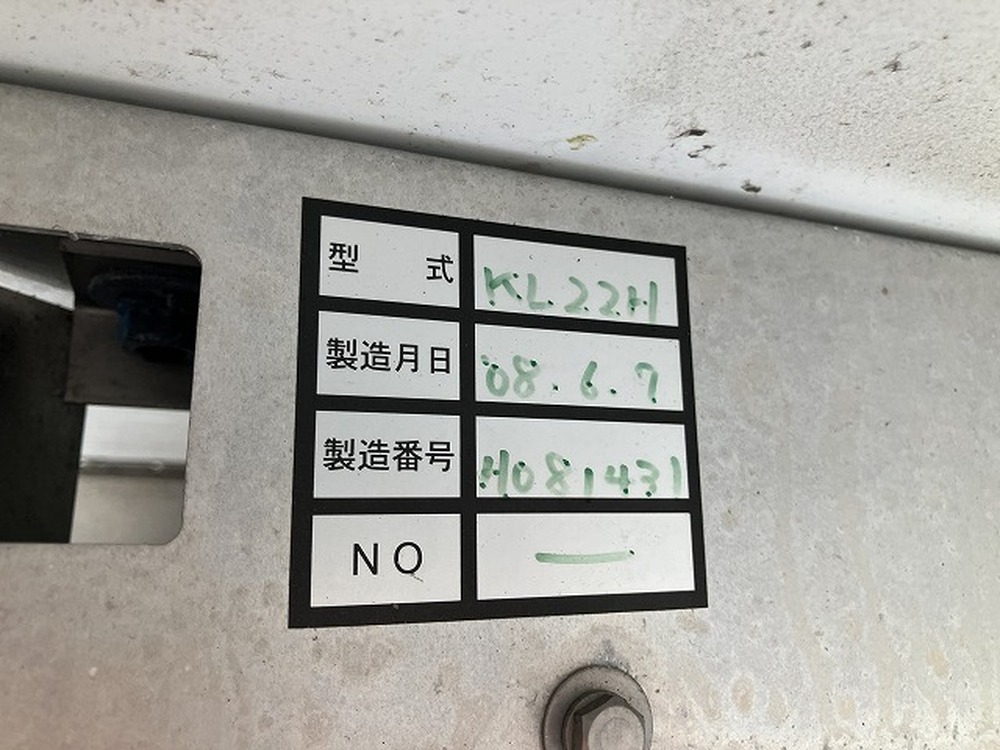 型式 KL22H
製造月日 '08.6.7
製造番号 H081431
NO —